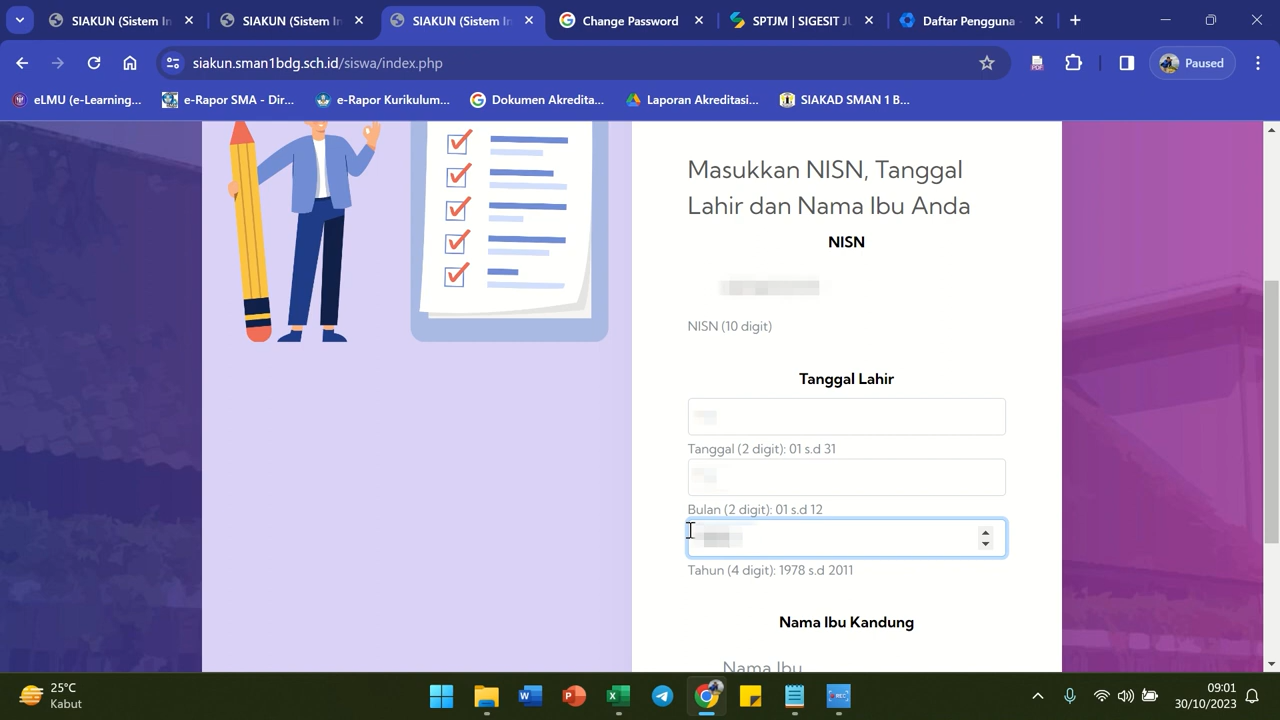 SIAKUN (Sistem In
SIAKUN (Sistem In
SIAKUN (Sistem In
Change Password
SPTJM | SIGESIT JU
Daftar Pengguna -
siakun.sman1bdg.sch.id/siswa/index.php
Paused
eLMU (e-Learning...
e-Rapor SMA - Dir...
e-Rapor Kurikulum...
Dokumen Akredita...
Laporan Akreditasi...
SIAKAD SMAN 1 B...
Masukkan NISN, Tanggal
Lahir dan Nama Ibu Anda
NISN
NISN (10 digit)
Tanggal Lahir
Tanggal (2 digit): 01 s.d 31
Bulan (2 digit): 01 s.d 12
Tahun (4 digit): 1978 s.d 2011
Nama Ibu Kandung
Nama Ibu
25°C
Kabut
09:01
30/10/2023